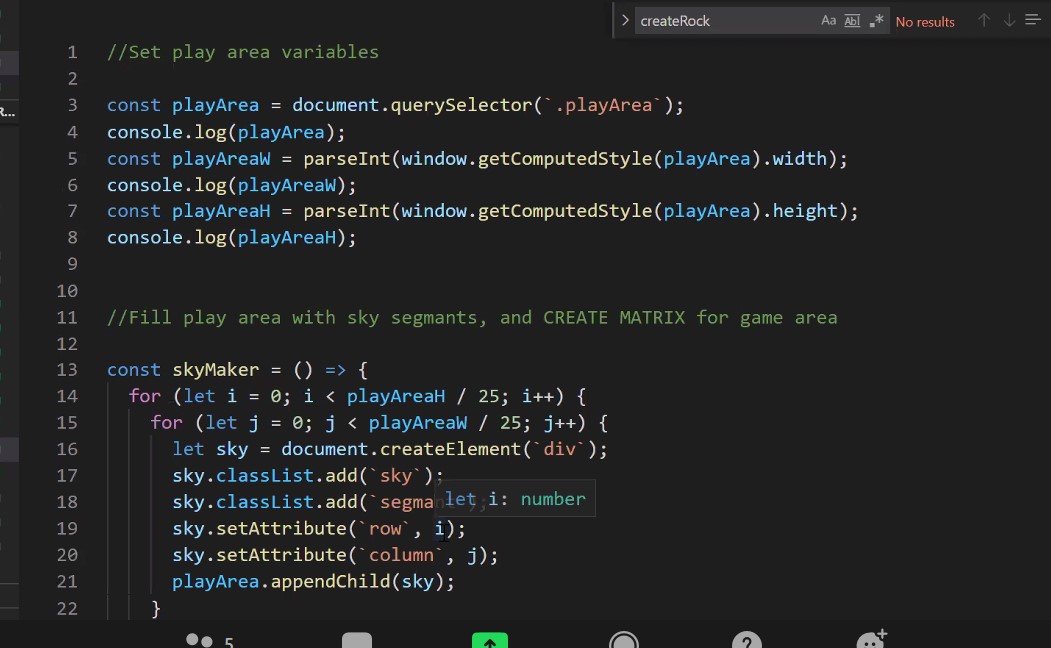 createRock Aa Abl .* No results
R...
1 //Set play area variables
2
3 const playArea = document.querySelector(`.playArea`);
4 console.log(playArea);
5 const playAreaW = parseInt(window.getComputedStyle(playArea).width);
6 console.log(playAreaW);
7 const playAreaH = parseInt(window.getComputedStyle(playArea).height);
8 console.log(playAreaH);
9
10
11 //Fill play area with sky segmants, and CREATE MATRIX for game area
12
13 const skyMaker = () => {
14 for (let i = 0; i < playAreaH / 25; i++) {
15 for (let j = 0; j < playAreaW / 25; j++) {
16 let sky = document.createElement(`div`);
17 sky.classList.add(`sky`);
18 sky.classList.add(`segma
let i: number
19 sky.setAttribute(`row`, i);
20 sky.setAttribute(`column`, j);
21 playArea.appendChild(sky);
22 }
5